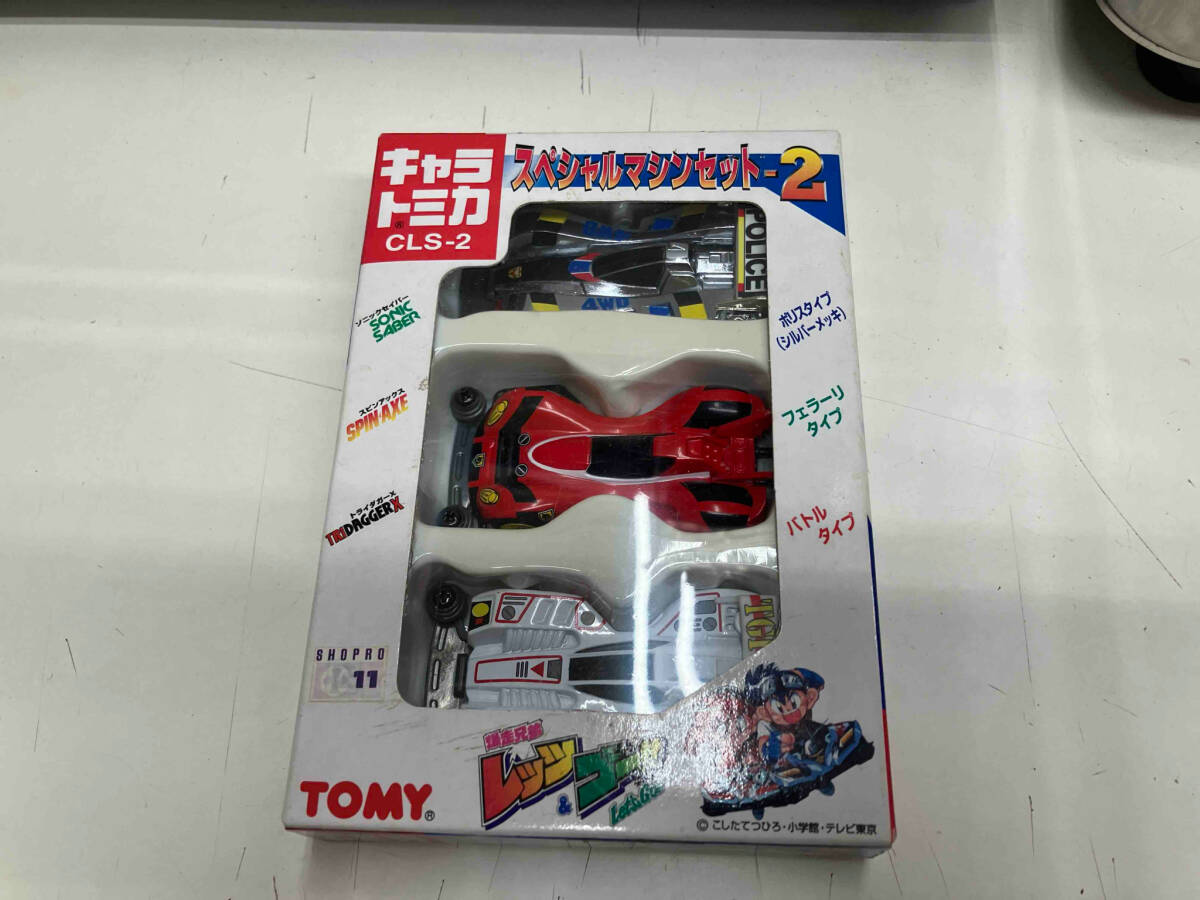 キャラ
トミカ®
CLS-2
スペシャルマシンセット-2
ソニックセイバー
SONIC
SABER
ポリスタイプ
(シルバーメッキ)
POLICE
4WD
スピンアックス
SPIN-AXE
フェラーリ
タイプ
トライダガーX
TRIDAGGERX
バトル
タイプ
SHOPRO
11
爆走兄弟
レッツ
&
ゴー
Let's & Go
TOMY®
© こしたてつひろ・小学館・テレビ東京